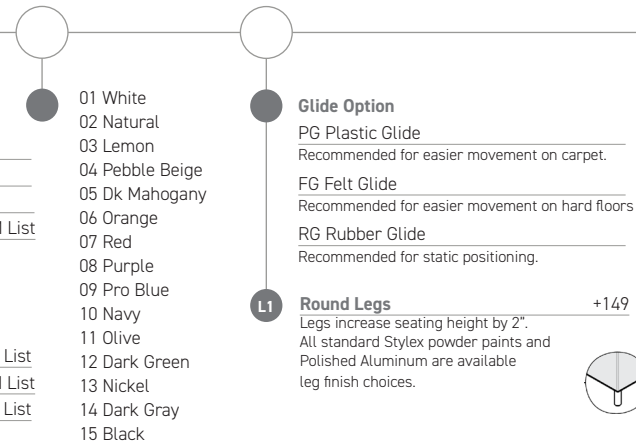 List
List
List
List
01 White
02 Natural
03 Lemon
04 Pebble Beige
05 Dk Mahogany
06 Orange
07 Red
08 Purple
09 Pro Blue
10 Navy
11 Olive
12 Dark Green
13 Nickel
14 Dark Gray
15 Black
Glide Option
PG Plastic Glide
Recommended for easier movement on carpet.
FG Felt Glide
Recommended for easier movement on hard floors
RG Rubber Glide
Recommended for static positioning.
L1
Round Legs +149
Legs increase seating height by 2”.
All standard Stylex powder paints and
Polished Aluminum are available
leg finish choices.